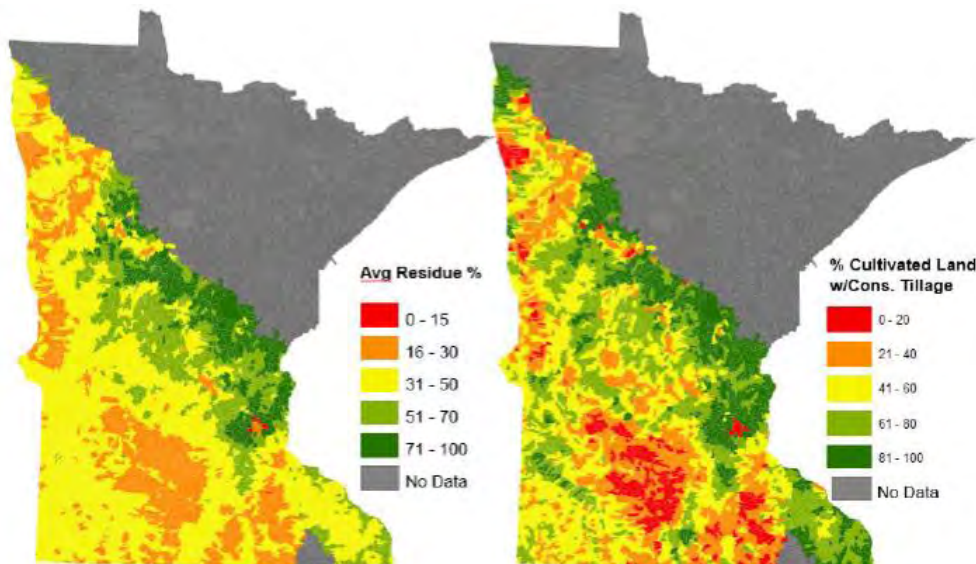 Avg Residue %
0 - 15
16 - 30
31 - 50
51 - 70
71 - 100
No Data
% Cultivated Land
w/Cons. Tillage
0 - 20
21 - 40
41 - 60
61 - 80
81 - 100
No Data